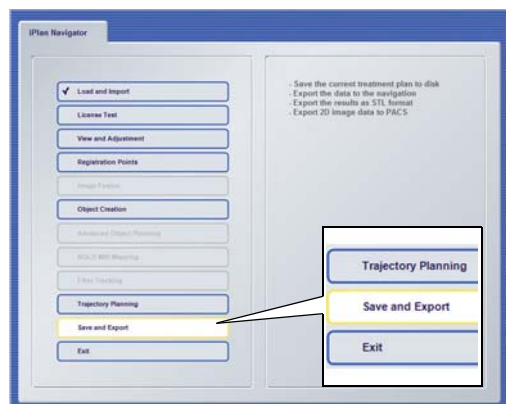 iPlan Navigator
Load and Import
License Test
View and Adjustment
Registration Points
Image Fusion
Object Creation
Advanced Object Planning
BOLD MRI Mapping
Fiber Tracking
Trajectory Planning
Save and Export
Exit
- Save the current treatment plan to disk
- Export the data to the navigation
- Export the results as STL format
- Export 2D image data to PACS
Trajectory Planning
Save and Export
Exit